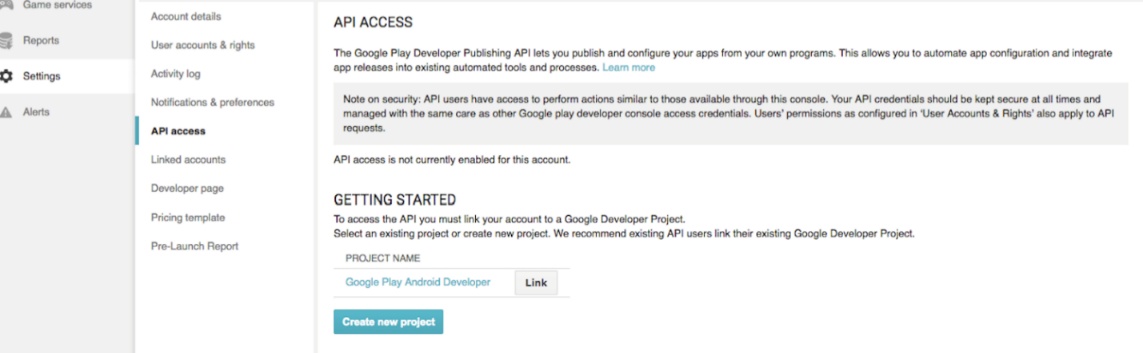 Game services
Reports
Settings
Alerts
Account details
User accounts & rights
Activity log
Notifications & preferences
API access
Linked accounts
Developer page
Pricing template
Pre-Launch Report
API ACCESS
The Google Play Developer Publishing API lets you publish and configure your apps from your own programs. This allows you to automate app configuration and integrate
app releases into existing automated tools and processes. Learn more
Note on security: API users have access to perform actions similar to those available through this console. Your API credentials should be kept secure at all times and
managed with the same care as other Google play developer console access credentials. Users' permissions as configured in 'User Accounts & Rights' also apply to API
requests.
API access is not currently enabled for this account.
GETTING STARTED
To access the API you must link your account to a Google Developer Project.
Select an existing project or create new project. We recommend existing API users link their existing Google Developer Project.
PROJECT NAME
Google Play Android Developer Link
Create new project